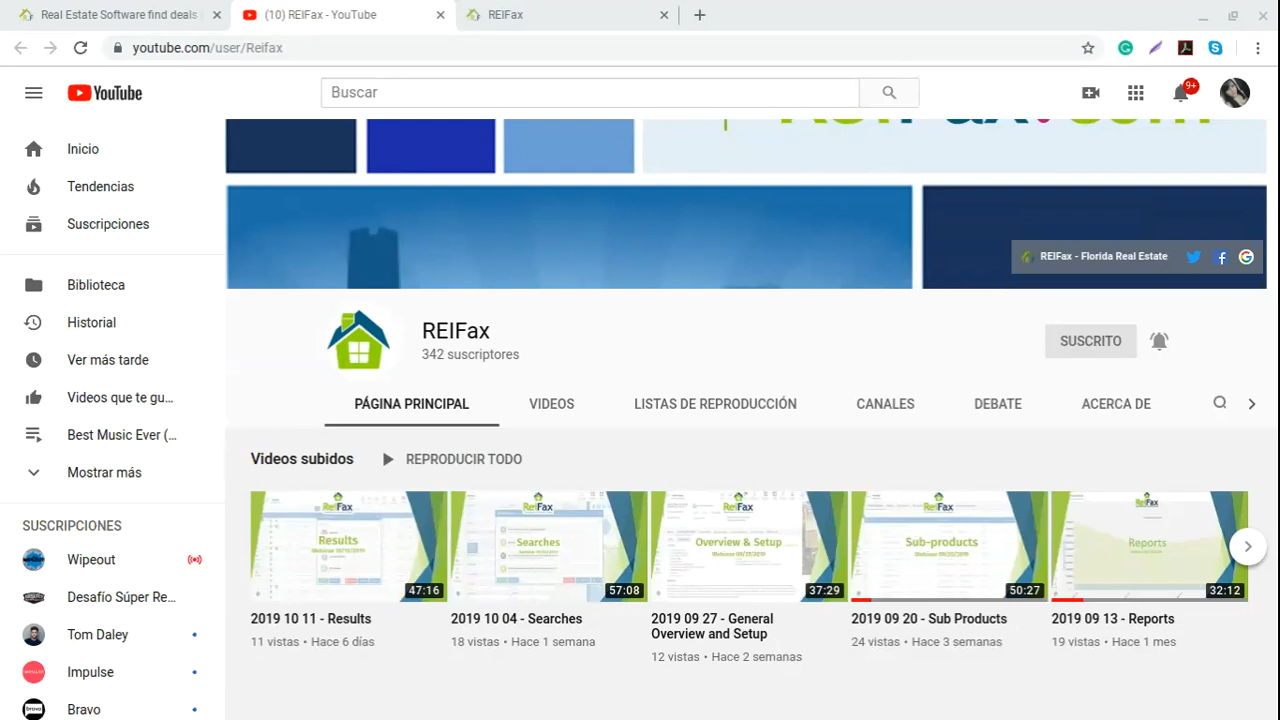 Real Estate Software find deals
(10) REIFax - YouTube
REIFax
youtube.com/user/Reifax
YouTube
Buscar
9+
Inicio
Tendencias
Suscripciones
Biblioteca
Historial
Ver más tarde
Videos que te gu...
Best Music Ever (...
Mostrar más
SUSCRIPCIONES
Wipeout
Desafío Súper Re...
Tom Daley
Impulse
Bravo
REIFax - Florida Real Estate
REIFax
342 suscriptores
SUSCRITO
PÁGINA PRINCIPAL
VIDEOS
LISTAS DE REPRODUCCIÓN
CANALES
DEBATE
ACERCA DE
Videos subidos
REPRODUCIR TODO
ReiFax
Results
47:16
2019 10 11 - Results
11 vistas • Hace 6 días
ReiFax
Searches
57:08
2019 10 04 - Searches
18 vistas • Hace 1 semana
ReiFax
Overview & Setup
37:29
2019 09 27 - General
Overview and Setup
12 vistas • Hace 2 semanas
ReiFax
Sub-products
50:27
2019 09 20 - Sub Products
24 vistas • Hace 3 semanas
ReiFax
Reports
32:12
2019 09 13 - Reports
19 vistas • Hace 1 mes